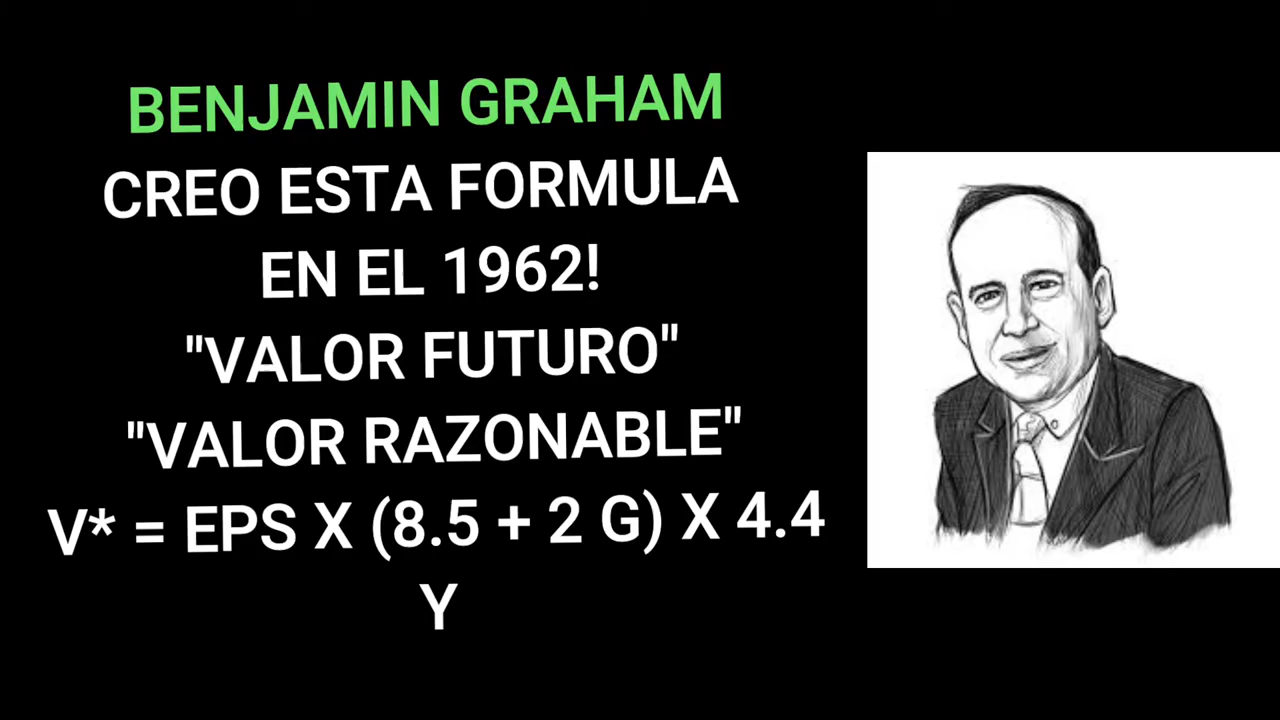 BENJAMIN GRAHAM
CREO ESTA FORMULA
EN EL 1962!
"VALOR FUTURO"
"VALOR RAZONABLE"
V* = EPS X (8.5 + 2 G) X 4.4
Y